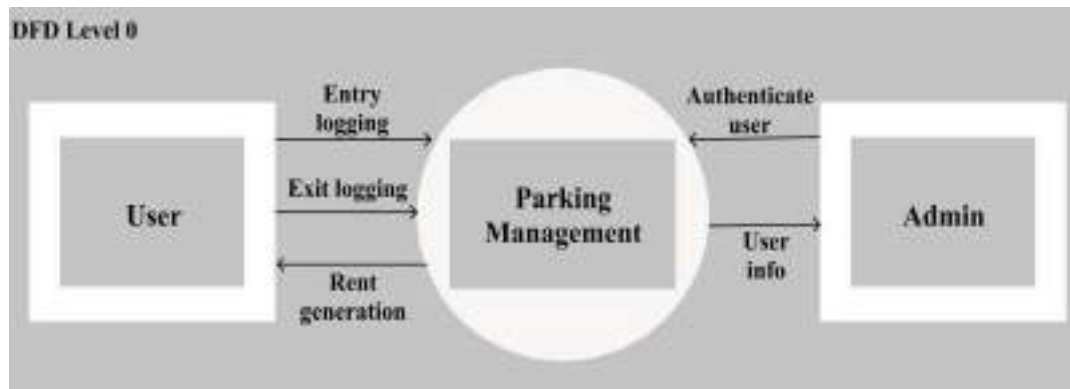 DFD Level 0
Entry
logging
Exit logging
Rent
generation
User
Parking
Management
Authenticate
user
User
info
Admin